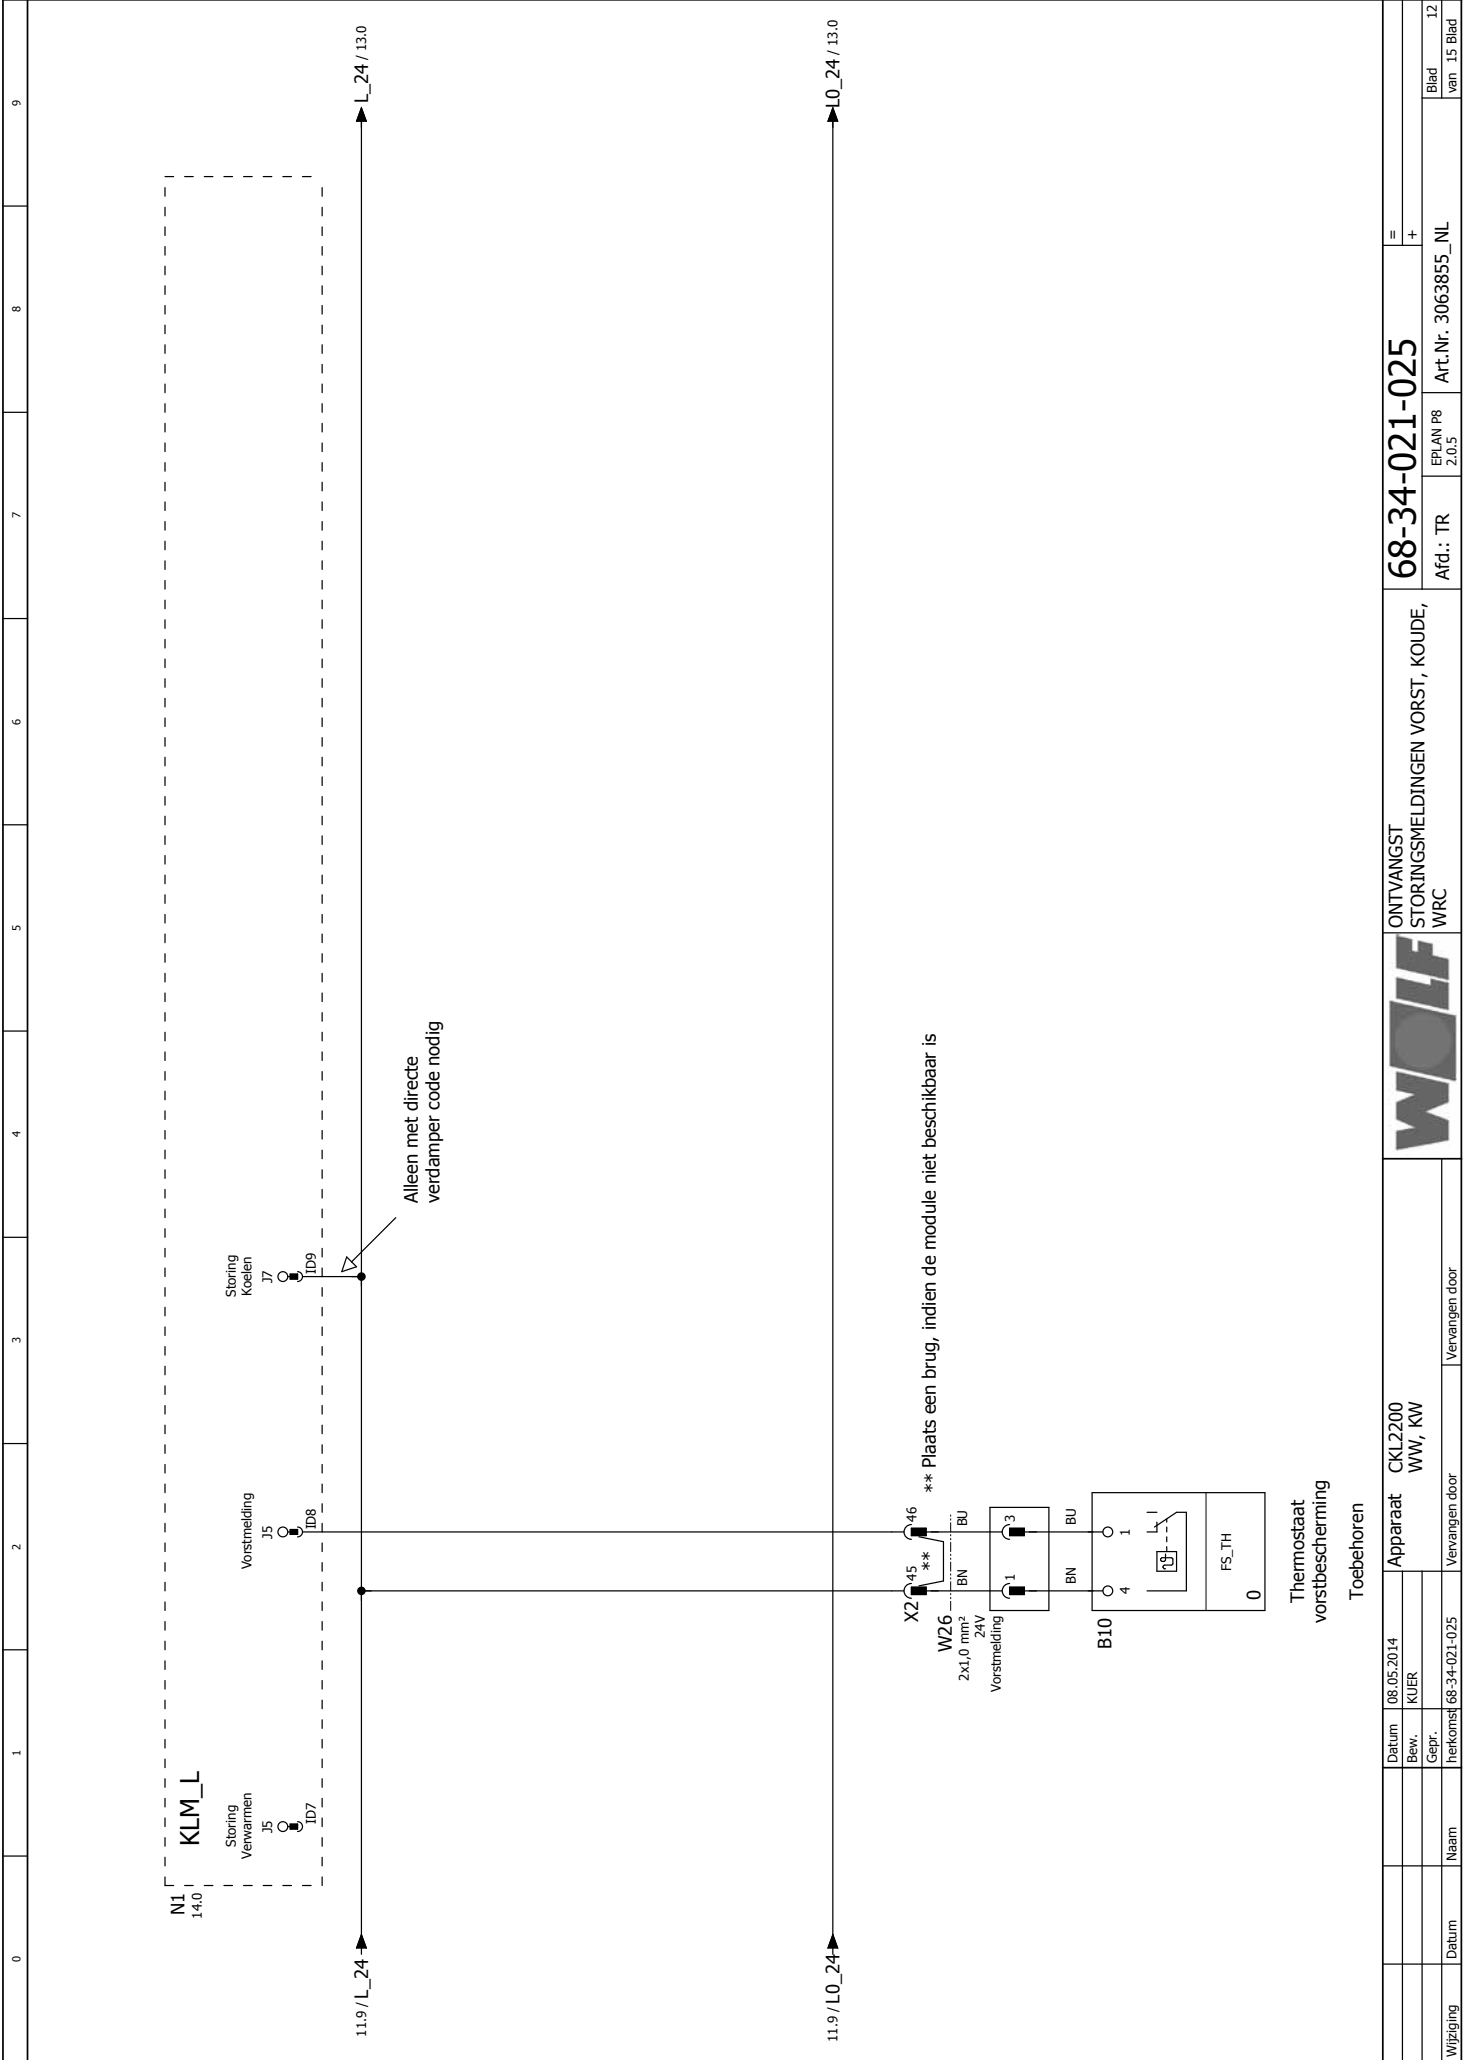 0 1 2 3 4 5 6 7 8 9
N1
14.0
KLM_L
Storing
Verwarmen
J5
ID7
Vorstmelding
J5
ID8
Storing
Koelen
J7
ID9
11.9 / L_24
L_24 / 13.0
Alleen met directe
verdamper code nodig
11.9 / L0_24
L0_24 / 13.0
X2 45 46
**
** Plaats een brug, indien de module niet beschikbaar is
W26
2x1,0 mm²
24V
Vorstmelding
BN BU
1 3
BN BU
B10
4 1
FS_TH
0
Thermostaat
vorstbescherming
Toebehoren
Wijziging Datum Naam
Datum 08.05.2014
Bew. KUER
Gepr.
herkomst 68-34-021-025
Apparaat CKL2200
WW, KW
Vervangen door Vervangen door
WOLF
ONTVANGST
STORINGSMELDINGEN VORST, KOUDE,
WRC
68-34-021-025
=
+
Afd.: TR
EPLAN P8
2.0.5
Art.Nr. 3063855_NL
Blad 12
van 15 Blad